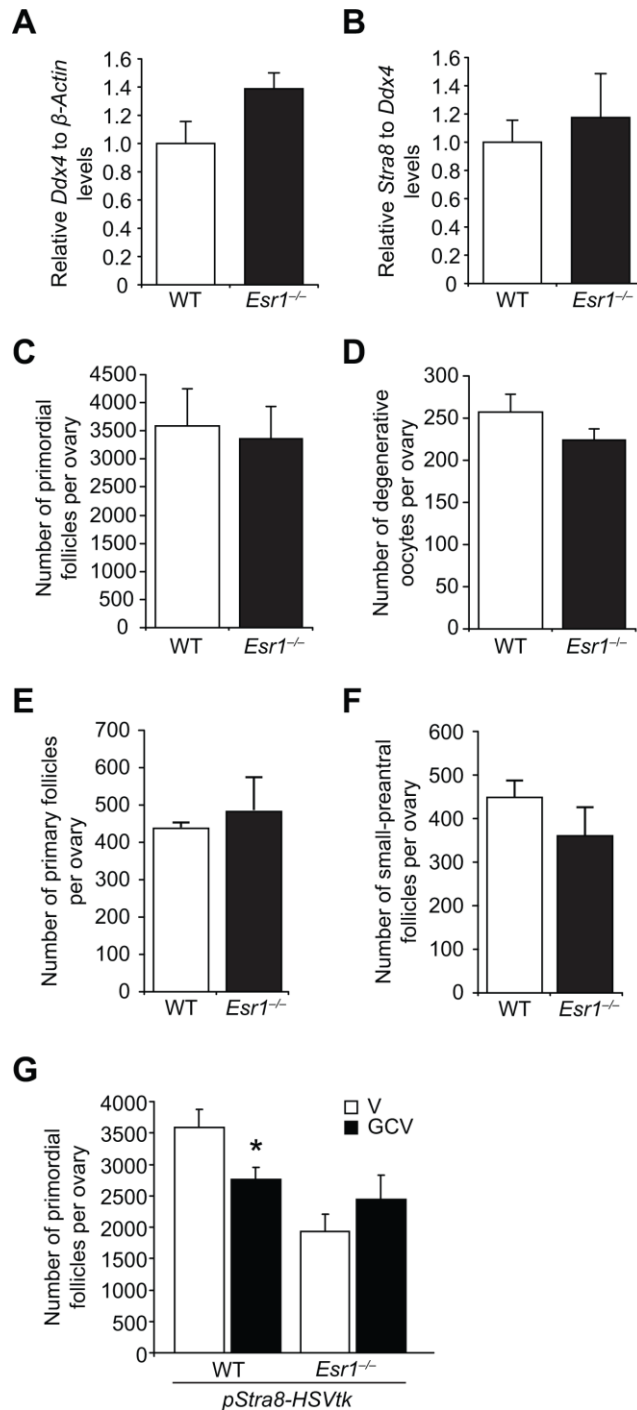 A
Relative Ddx4 to β-Actin
levels
1.6
1.4
1.2
1.0
0.8
0.6
0.4
0.2
0
WT
Esr1–/–
B
Relative Stra8 to Ddx4
levels
1.6
1.4
1.2
1.0
0.8
0.6
0.4
0.2
0
WT
Esr1–/–
C
Number of primordial
follicles per ovary
4500
4000
3500
3000
2500
2000
1500
1000
500
0
WT
Esr1–/–
D
Number of degenerative
oocytes per ovary
300
250
200
150
100
50
0
WT
Esr1–/–
E
Number of primary follicles
per ovary
700
600
500
400
300
200
100
0
WT
Esr1–/–
F
Number of small-preantral
follicles per ovary
600
500
400
300
200
100
0
WT
Esr1–/–
G
Number of primordial
follicles per ovary
4000
3500
3000
2500
2000
1500
1000
500
0
*
V
GCV
WT
Esr1–/–
pStra8-HSVtk